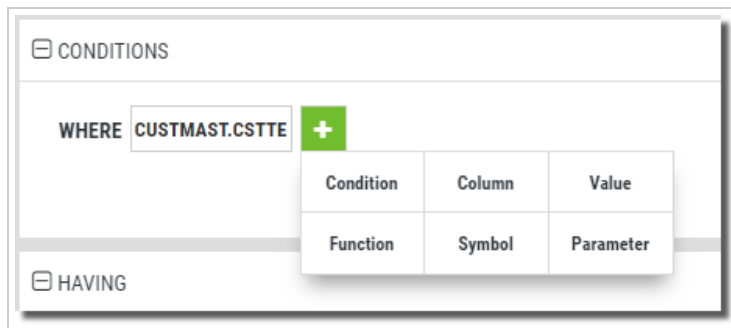 CONDITIONS
WHERE CUSTMAST.CSTTE +
Condition Column Value
Function Symbol Parameter
HAVING